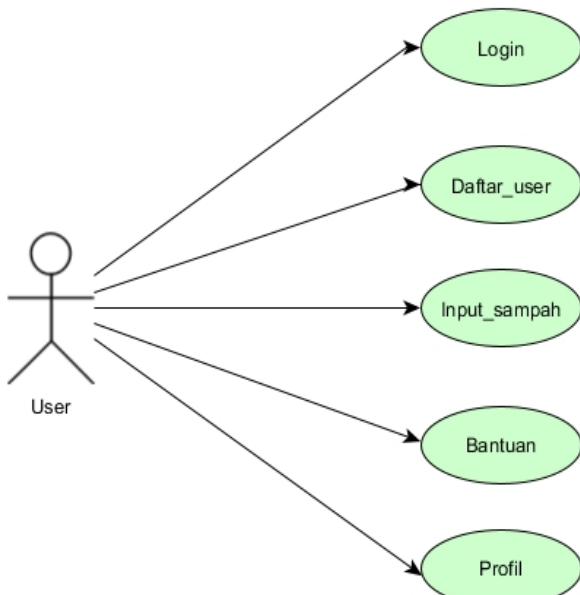 Login
Daftar_user
Input_sampah
User
Bantuan
Profil